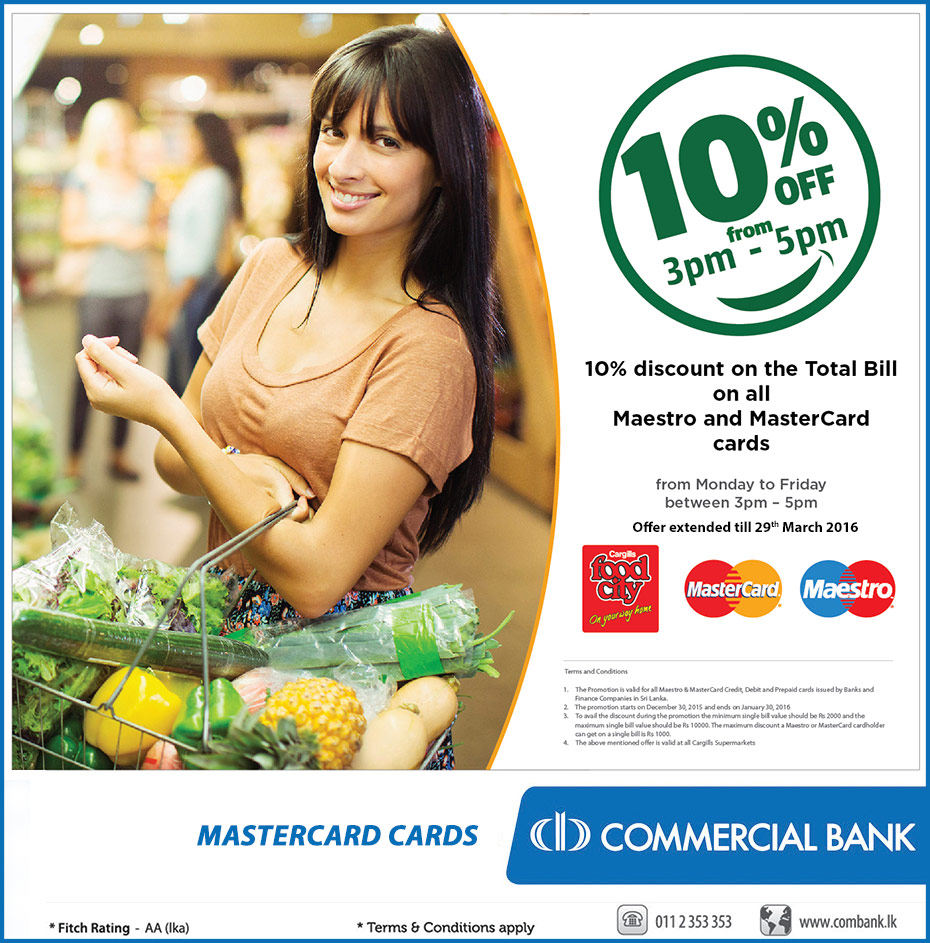 10% OFF
from
3pm - 5pm
10% discount on the Total Bill
on all
Maestro and MasterCard
cards
from Monday to Friday
between 3pm – 5pm
Offer extended till 29th March 2016
Cargills
food
city
On your way home
MasterCard
Maestro
Terms and Conditions
1. The Promotion is valid for all Maestro & MasterCard Credit, Debit and Prepaid cards issued by Banks and
Finance Companies in Sri Lanka.
2. The promotion starts on December 30, 2015 and ends on January 30, 2016
3. To avail the discount during the promotion the minimum single bill value should be Rs 2000 and the
maximum single bill value should be Rs 10000. The maximum discount a Maestro or MasterCard cardholder
can get on a single bill is Rs 1000.
4. The above mentioned offer is valid at all Cargills Supermarkets
MASTERCARD CARDS
COMMERCIAL BANK
* Fitch Rating - AA (lka)
* Terms & Conditions apply
011 2 353 353
www.combank.lk